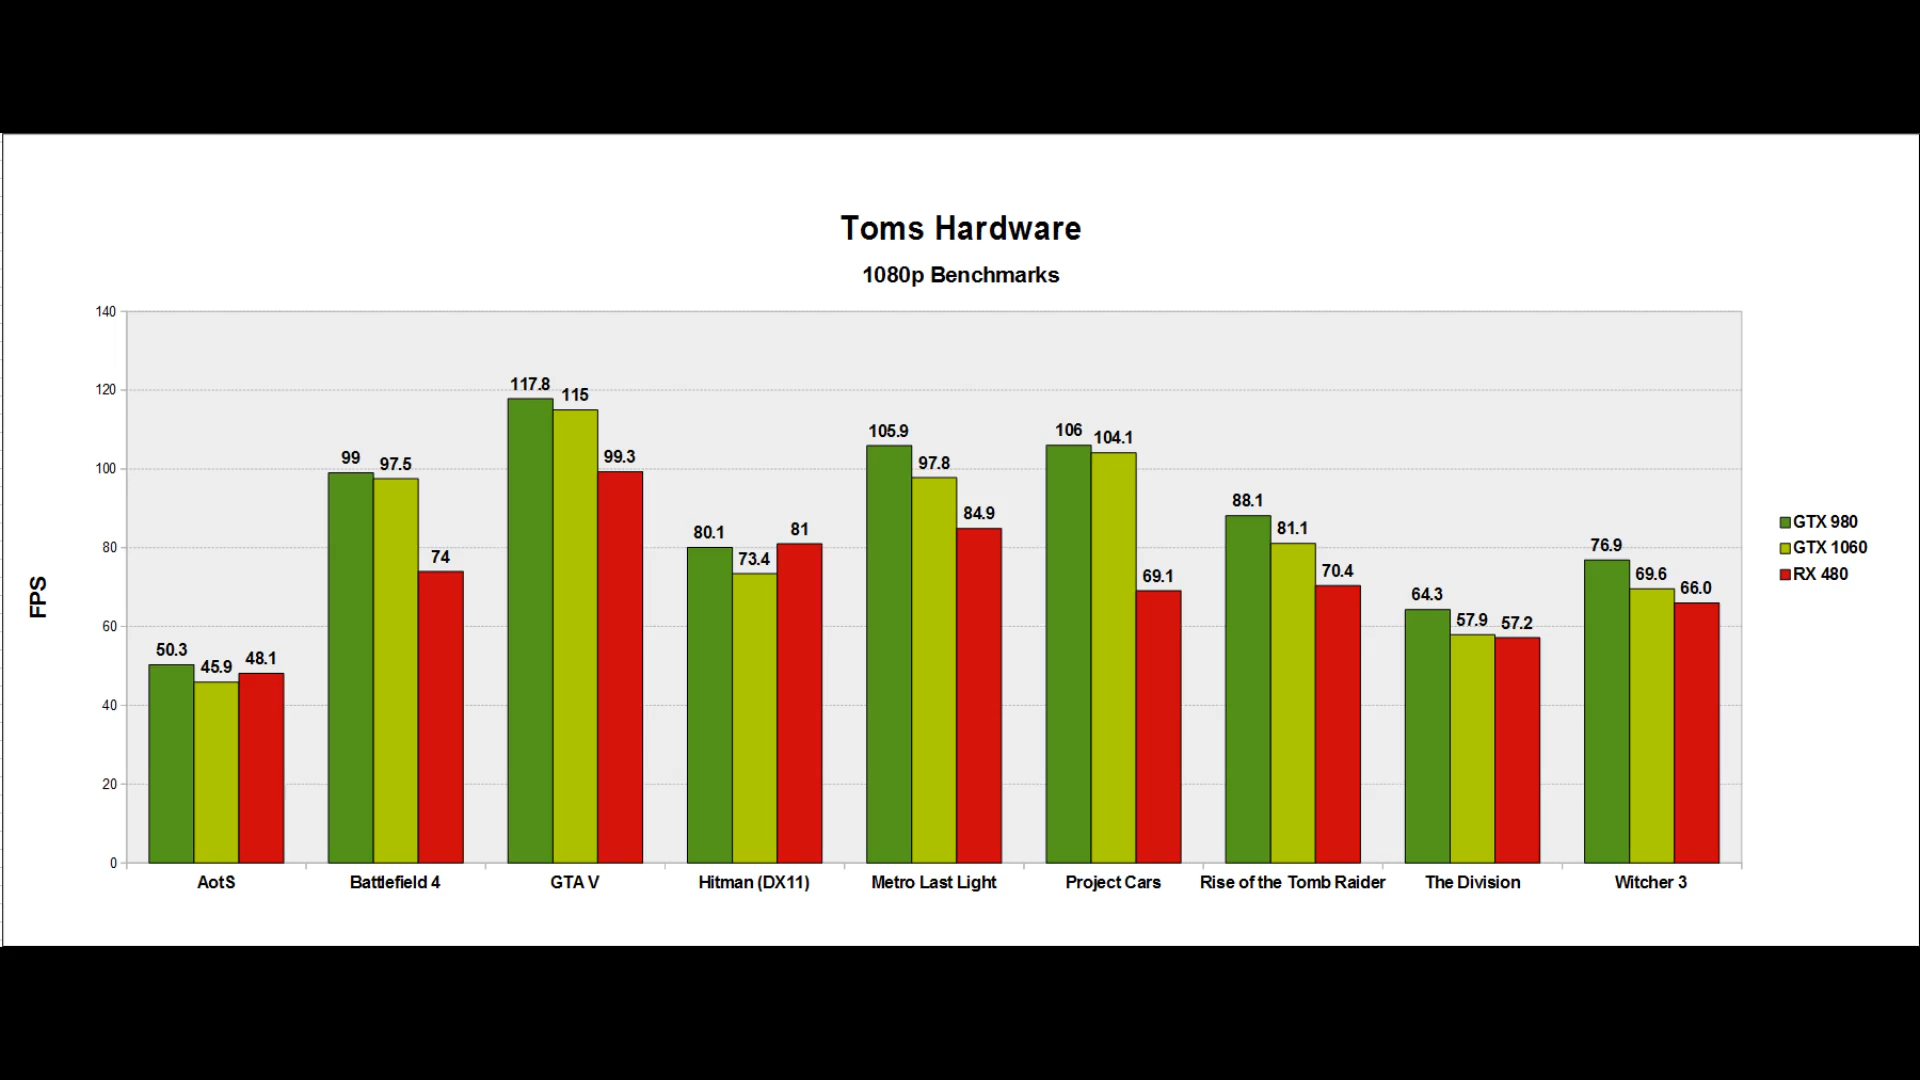 Toms Hardware
1080p Benchmarks
FPS
140
120
100
80
60
40
20
0
50.3 45.9 48.1
99 97.5 74
117.8 115 99.3
80.1 73.4 81
105.9 97.8 84.9
106 104.1 69.1
88.1 81.1 70.4
64.3 57.9 57.2
76.9 69.6 66.0
AotS Battlefield 4 GTA V Hitman (DX11) Metro Last Light Project Cars Rise of the Tomb Raider The Division Witcher 3
GTX 980
GTX 1060
RX 480